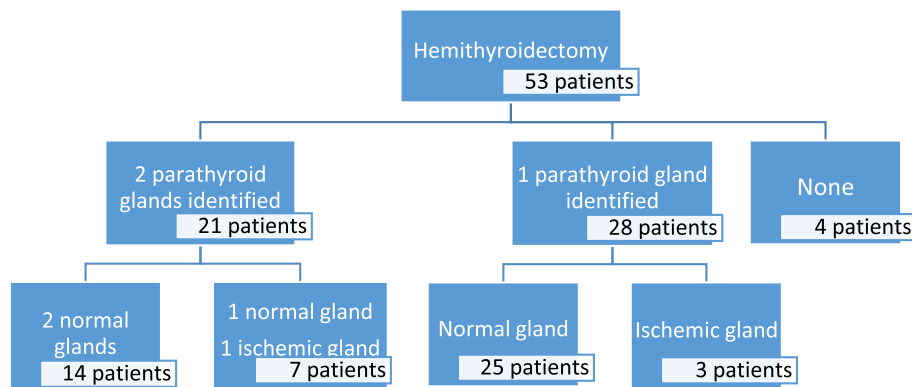 Hemithyroidectomy
53 patients
2 parathyroid
glands identified
21 patients
1 parathyroid gland
identified
28 patients
None
4 patients
2 normal
glands
14 patients
1 normal gland
1 ischemic gland
7 patients
Normal gland
25 patients
Ischemic gland
3 patients